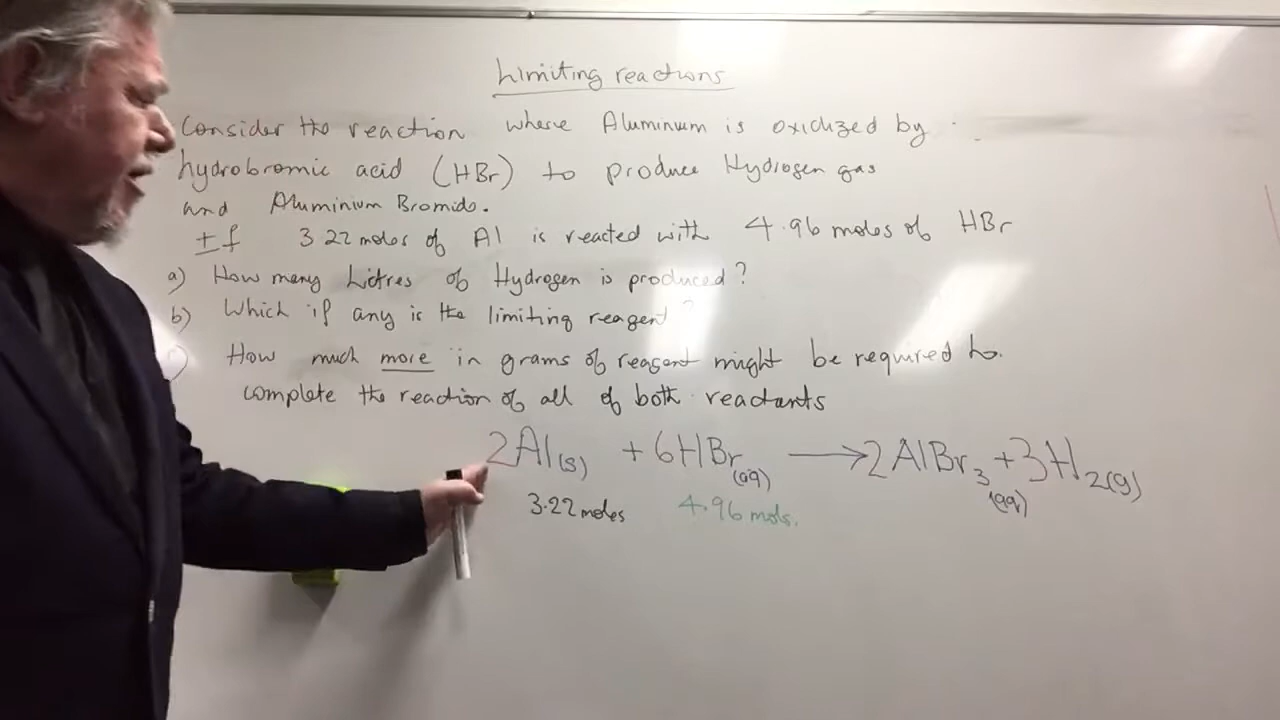 Limiting reactions
Consider the reaction where Aluminum is oxidized by
hydrobromic acid (HBr) to produce Hydrogen gas
and Aluminium Bromide.
If 3.22 moles of Al is reacted with 4.96 moles of HBr
a) How many Litres of Hydrogen is produced?
b) Which if any is the limiting reagent?
How much more in grams of reagent might be required to
complete the reaction of all of both reactants
2Al(s) + 6HBr(aq) → 2AlBr3(aq) + 3H2(g)
3.22 moles 4.96 mols.